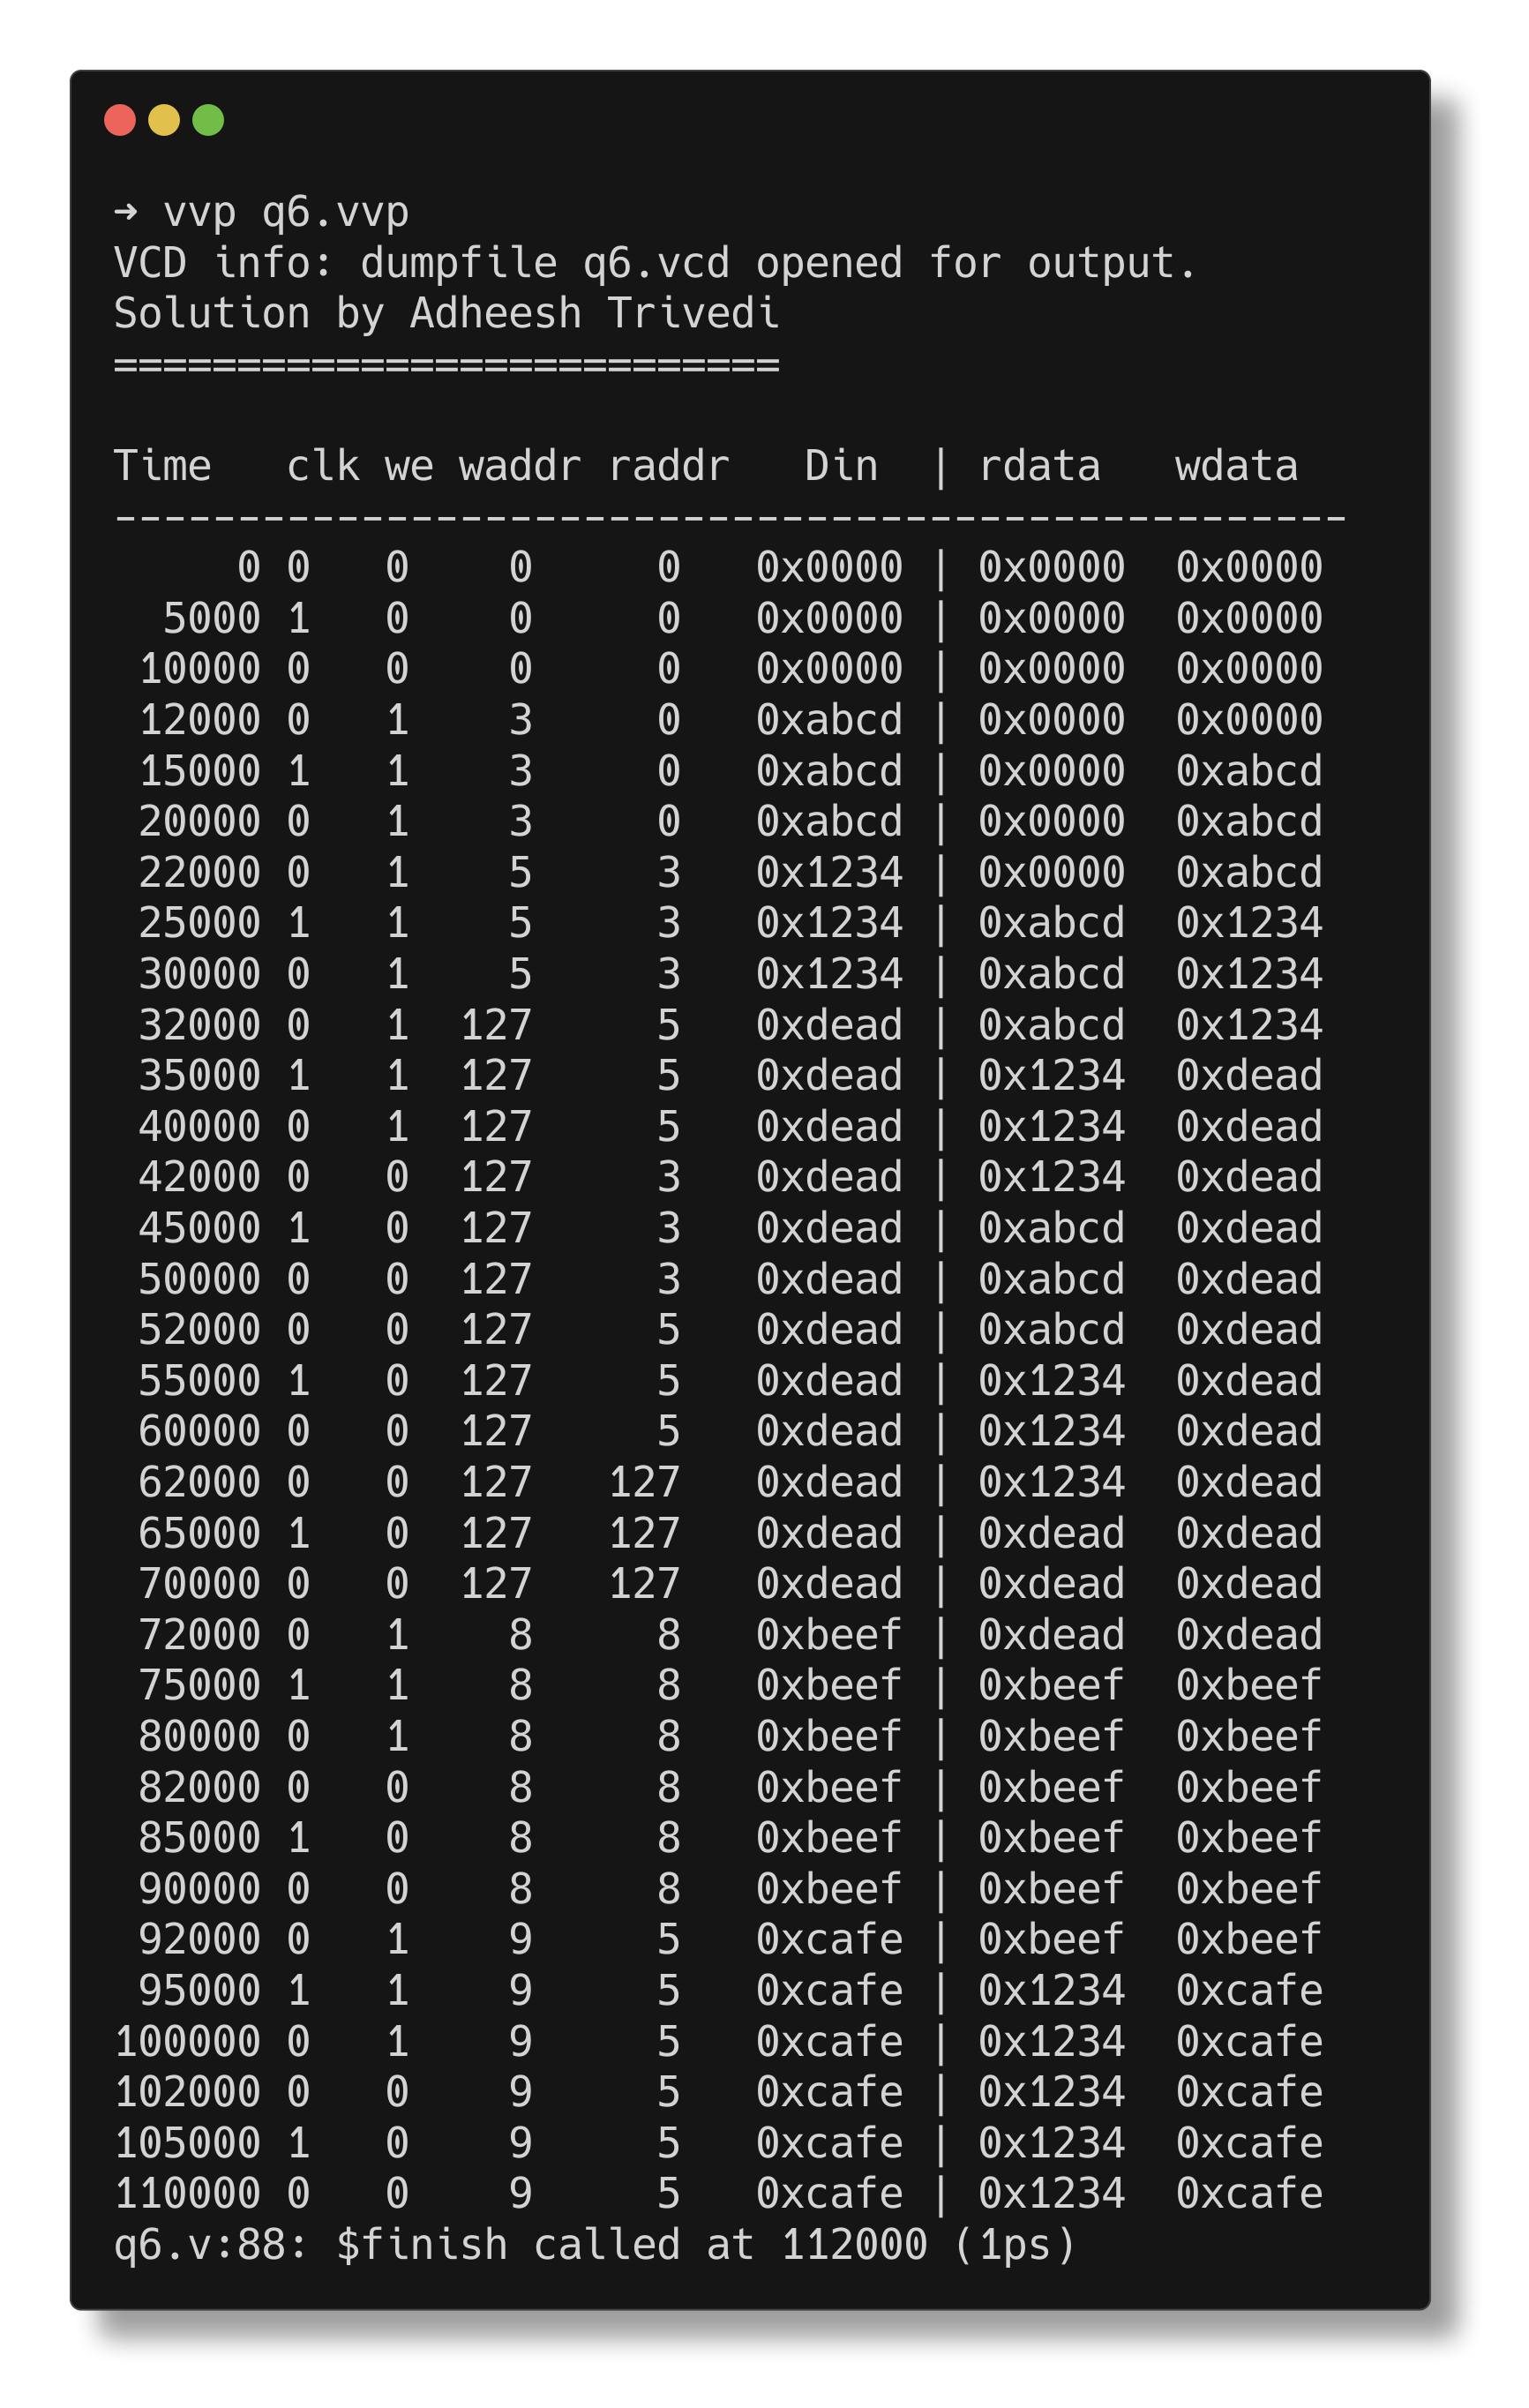 ➜ vvp q6.vvp
VCD info: dumpfile q6.vcd opened for output.
Solution by Adheesh Trivedi
===========================

Time   clk we waddr raddr   Din  | rdata   wdata
--------------------------------------------------
     0 0   0    0     0   0x0000 | 0x0000  0x0000
  5000 1   0    0     0   0x0000 | 0x0000  0x0000
 10000 0   0    0     0   0x0000 | 0x0000  0x0000
 12000 0   1    3     0   0xabcd | 0x0000  0x0000
 15000 1   1    3     0   0xabcd | 0x0000  0xabcd
 20000 0   1    3     0   0xabcd | 0x0000  0xabcd
 22000 0   1    5     3   0x1234 | 0x0000  0xabcd
 25000 1   1    5     3   0x1234 | 0xabcd  0x1234
 30000 0   1    5     3   0x1234 | 0xabcd  0x1234
 32000 0   1  127     5   0xdead | 0xabcd  0x1234
 35000 1   1  127     5   0xdead | 0x1234  0xdead
 40000 0   1  127     5   0xdead | 0x1234  0xdead
 42000 0   0  127     3   0xdead | 0x1234  0xdead
 45000 1   0  127     3   0xdead | 0xabcd  0xdead
 50000 0   0  127     3   0xdead | 0xabcd  0xdead
 52000 0   0  127     5   0xdead | 0xabcd  0xdead
 55000 1   0  127     5   0xdead | 0x1234  0xdead
 60000 0   0  127     5   0xdead | 0x1234  0xdead
 62000 0   0  127   127   0xdead | 0x1234  0xdead
 65000 1   0  127   127   0xdead | 0xdead  0xdead
 70000 0   0  127   127   0xdead | 0xdead  0xdead
 72000 0   1    8     8   0xbeef | 0xdead  0xdead
 75000 1   1    8     8   0xbeef | 0xbeef  0xbeef
 80000 0   1    8     8   0xbeef | 0xbeef  0xbeef
 82000 0   0    8     8   0xbeef | 0xbeef  0xbeef
 85000 1   0    8     8   0xbeef | 0xbeef  0xbeef
 90000 0   0    8     8   0xbeef | 0xbeef  0xbeef
 92000 0   1    9     5   0xcafe | 0xbeef  0xbeef
 95000 1   1    9     5   0xcafe | 0x1234  0xcafe
100000 0   1    9     5   0xcafe | 0x1234  0xcafe
102000 0   0    9     5   0xcafe | 0x1234  0xcafe
105000 1   0    9     5   0xcafe | 0x1234  0xcafe
110000 0   0    9     5   0xcafe | 0x1234  0xcafe
q6.v:88: $finish called at 112000 (1ps)